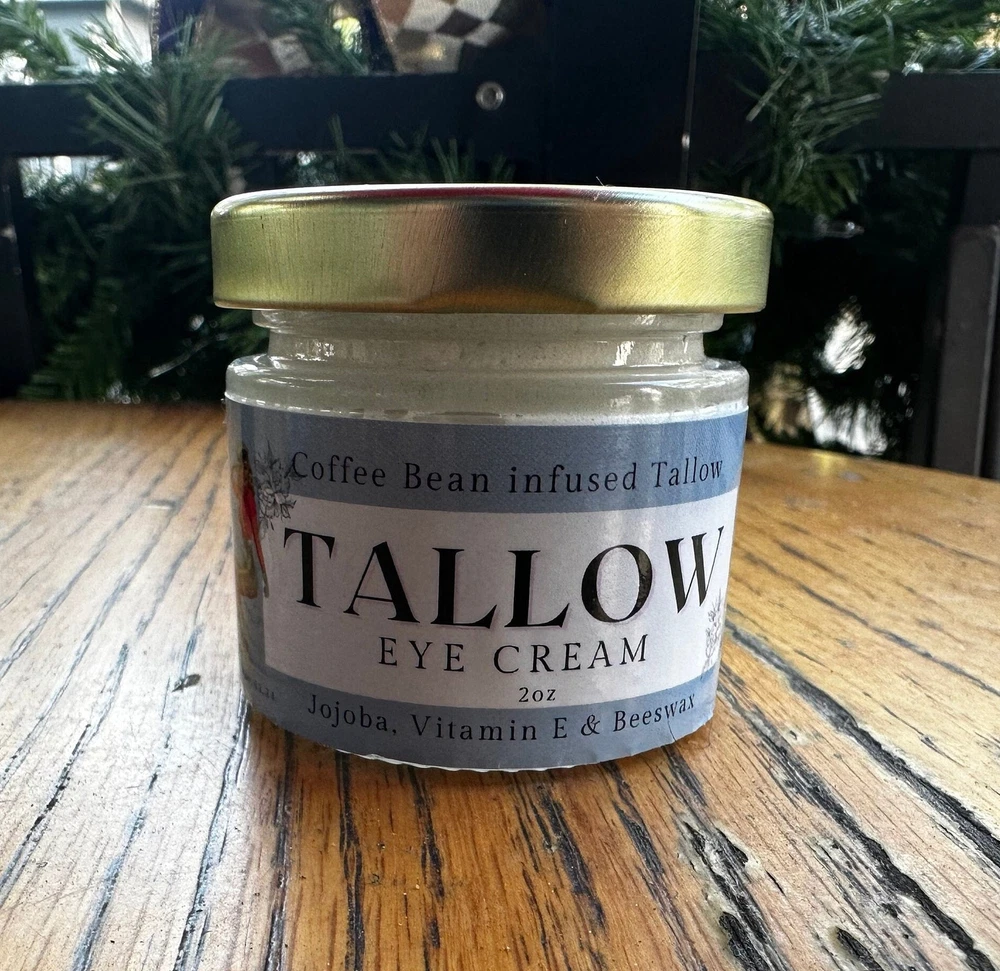 Coffee Bean infused Tallow
TALLOW
EYE CREAM
2oz
Jojoba, Vitamin E & Beeswax